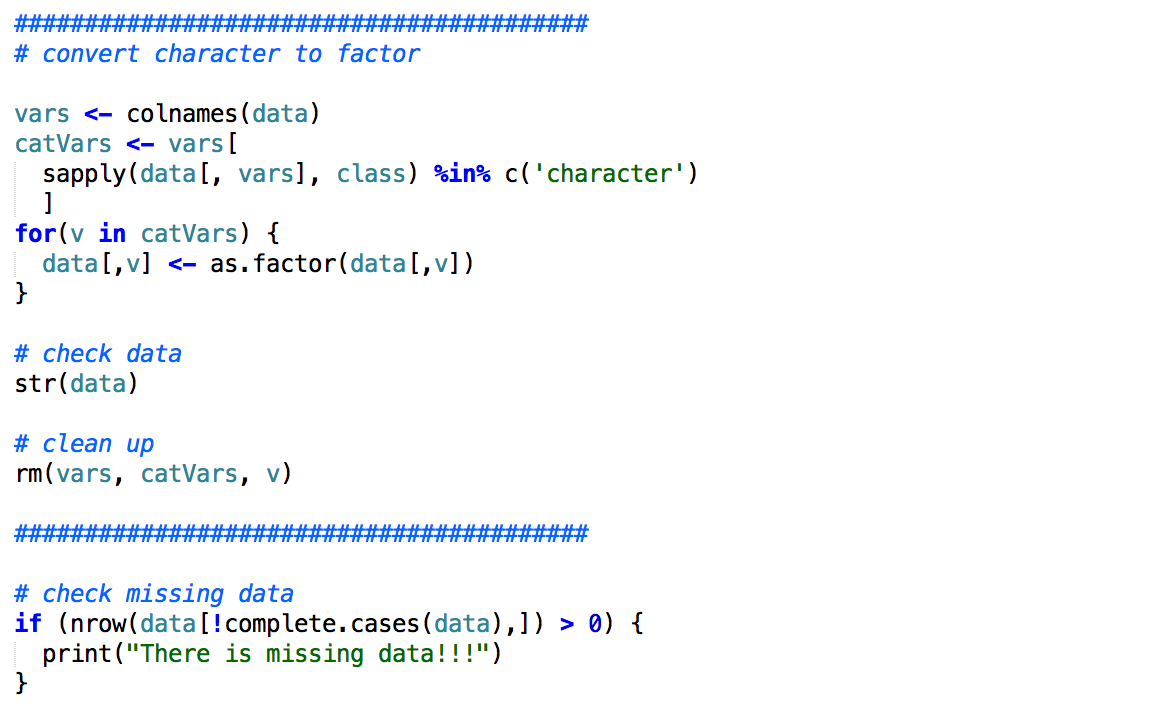 #########################################
# convert character to factor
vars <- colnames(data)
catVars <- vars[
  sapply(data[, vars], class) %in% c('character')
  ]
for(v in catVars) {
  data[,v] <- as.factor(data[,v])
}
# check data
str(data)
# clean up
rm(vars, catVars, v)
#########################################
# check missing data
if (nrow(data[!complete.cases(data),]) > 0) {
  print("There is missing data!!!")
}